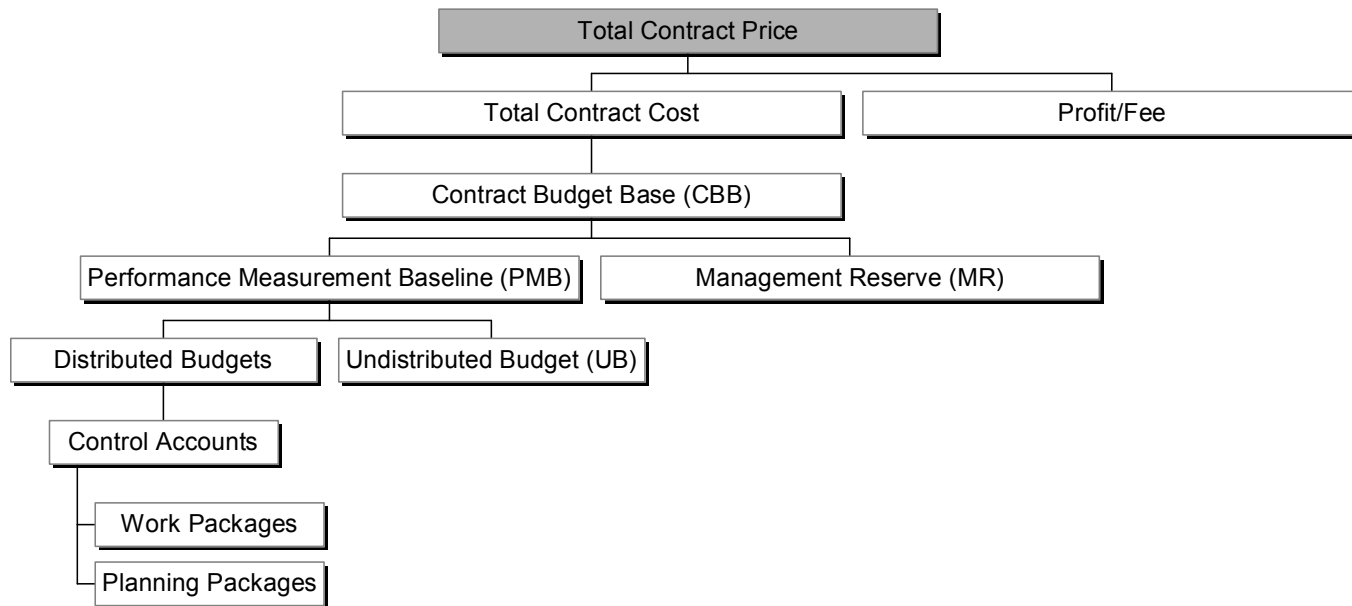 Total Contract Price
Total Contract Cost
Profit/Fee
Contract Budget Base (CBB)
Performance Measurement Baseline (PMB)
Management Reserve (MR)
Distributed Budgets
Undistributed Budget (UB)
Control Accounts
Work Packages
Planning Packages